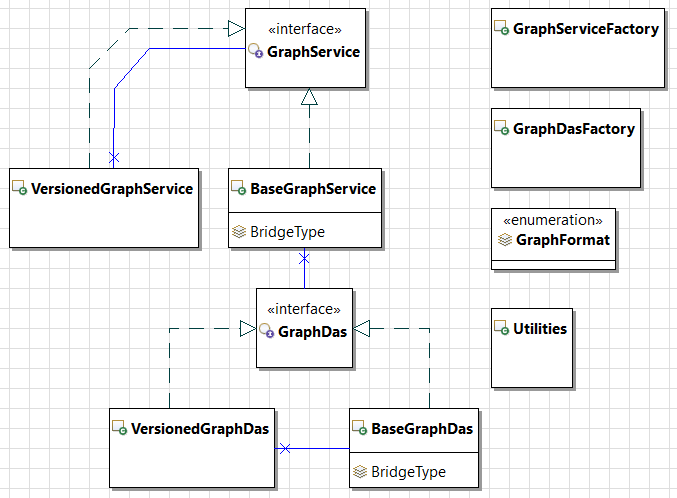 «interface»
GraphService
GraphServiceFactory
GraphDasFactory
VersionedGraphService
BaseGraphService
BridgeType
«enumeration»
GraphFormat
«interface»
GraphDas
Utilities
VersionedGraphDas
BaseGraphDas
BridgeType